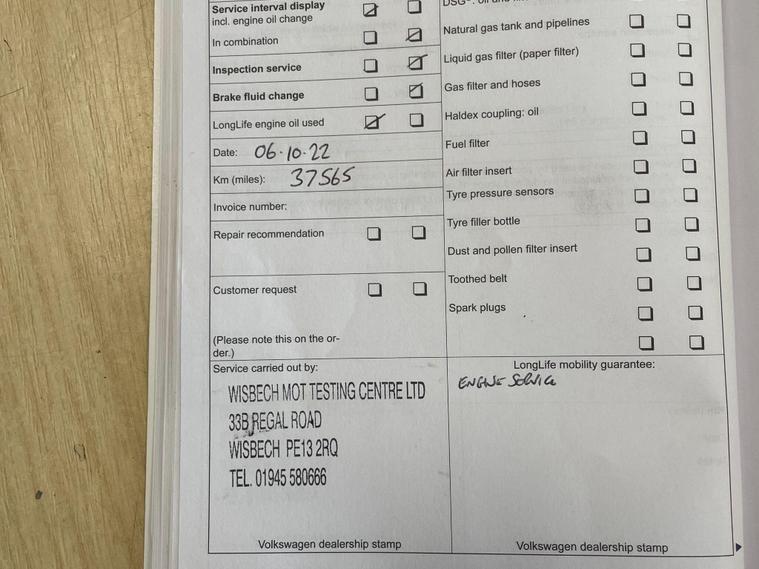 Service interval display
incl. engine oil change
In combination
Inspection service
Brake fluid change
LongLife engine oil used
Date: 06-10-22
Km (miles): 37565
Invoice number:
Repair recommendation
Customer request
(Please note this on the or-
der.)
Natural gas tank and pipelines
Liquid gas filter (paper filter)
Gas filter and hoses
Haldex coupling: oil
Fuel filter
Air filter insert
Tyre pressure sensors
Tyre filler bottle
Dust and pollen filter insert
Toothed belt
Spark plugs
Service carried out by:
WISBECH MOT TESTING CENTRE LTD
33B REGAL ROAD
WISBECH PE13 2RQ
TEL. 01945 580666
Volkswagen dealership stamp
LongLife mobility guarantee:
ENGINE SERVICE
Volkswagen dealership stamp